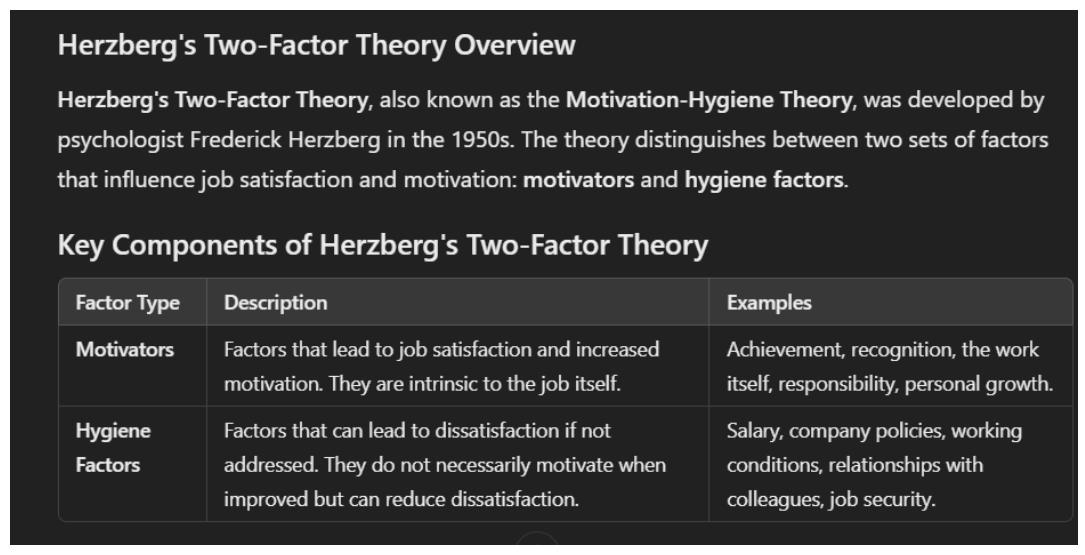 Herzberg's Two-Factor Theory Overview
Herzberg's Two-Factor Theory, also known as the Motivation-Hygiene Theory, was developed by
psychologist Frederick Herzberg in the 1950s. The theory distinguishes between two sets of factors
that influence job satisfaction and motivation: motivators and hygiene factors.
Key Components of Herzberg's Two-Factor Theory
Factor Type Description Examples
Motivators Factors that lead to job satisfaction and increased Achievement, recognition, the work
motivation. They are intrinsic to the job itself. itself, responsibility, personal growth.
Hygiene Factors that can lead to dissatisfaction if not Salary, company policies, working
Factors addressed. They do not necessarily motivate when conditions, relationships with
improved but can reduce dissatisfaction. colleagues, job security.